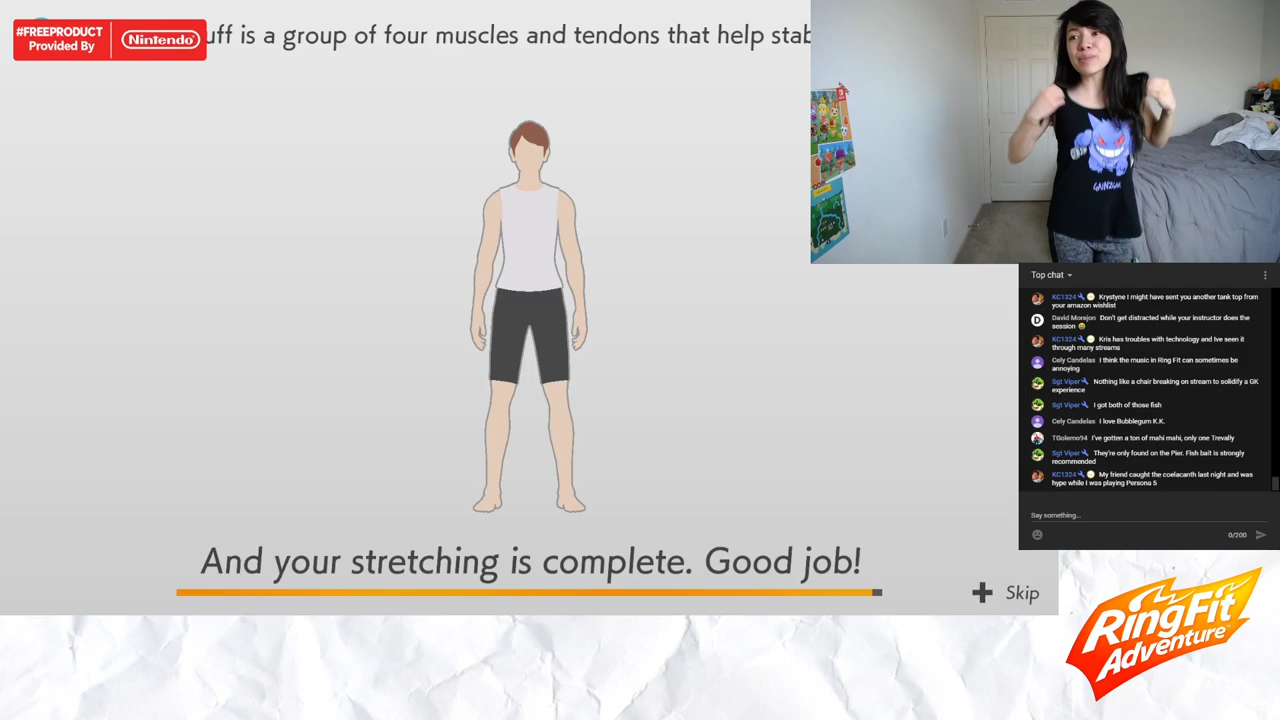 #FREEPRODUCT
Provided By
Nintendo
uff is a group of four muscles and tendons that help stab
GENGAR
And your stretching is complete. Good job!
Skip
Top chat
KC1324 Krystyne I might have sent you another tank top from
your amazon wishlist
David Morejon Don't get distracted while your instructor does the
session
KC1324 Kris has troubles with technology and Ive seen it
through many streams
Cely Candelas I think the music in Ring Fit can sometimes be
annoying
Sgt Viper Nothing like a chair breaking on stream to solidify a GK
experience
Sgt Viper I got both of those fish
Cely Candelas I love Bubblegum K.K.
TGolemo94 I've gotten a ton of mahi mahi, only one Trevally
Sgt Viper They're only found on the Pier. Fish bait is strongly
recommended
KC1324 My friend caught the coelacanth last night and was
hype while I was playing Persona 5
Say something...
0/200
RingFit
Adventure